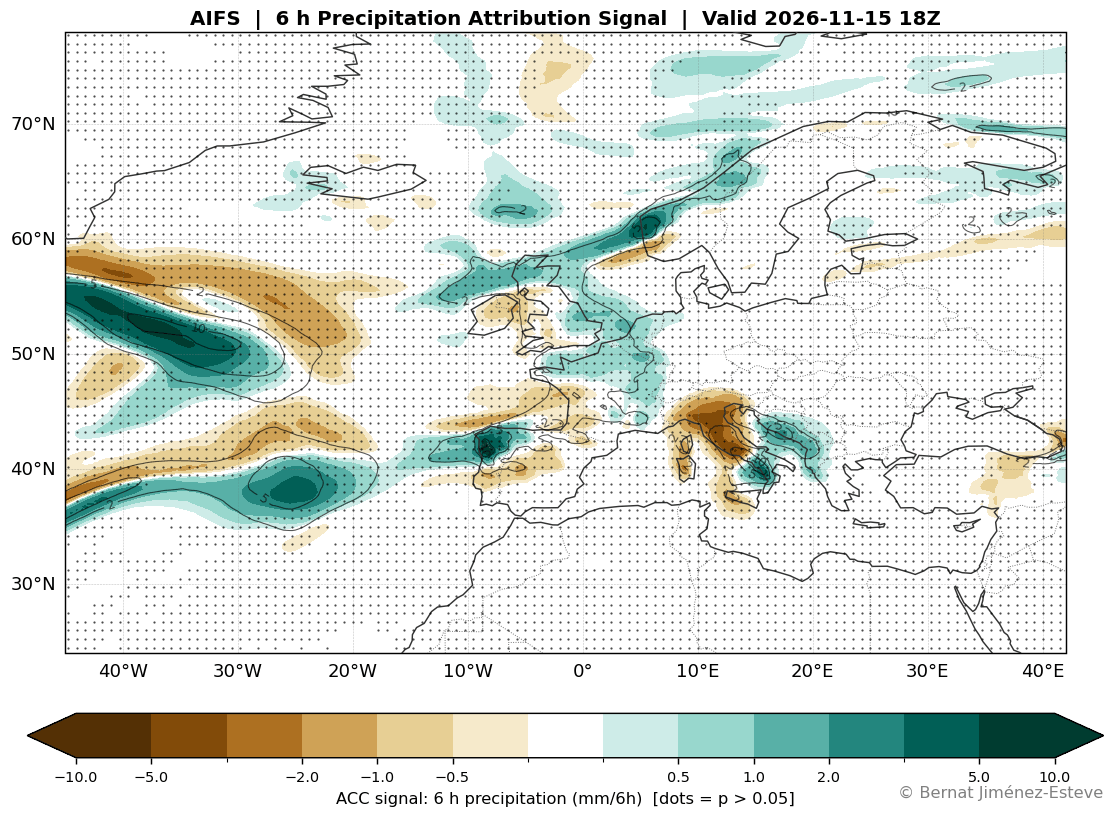 AIFS | 6 h Precipitation Attribution Signal | Valid 2026-11-15 18Z
70°N
60°N
50°N
40°N
30°N
40°W 30°W 20°W 10°W 0° 10°E 20°E 30°E 40°E
−10.0 −5.0 −2.0 −1.0 −0.5 0.5 1.0 2.0 5.0 10.0
ACC signal: 6 h precipitation (mm/6h) [dots = p > 0.05]
© Bernat Jiménez-Esteve